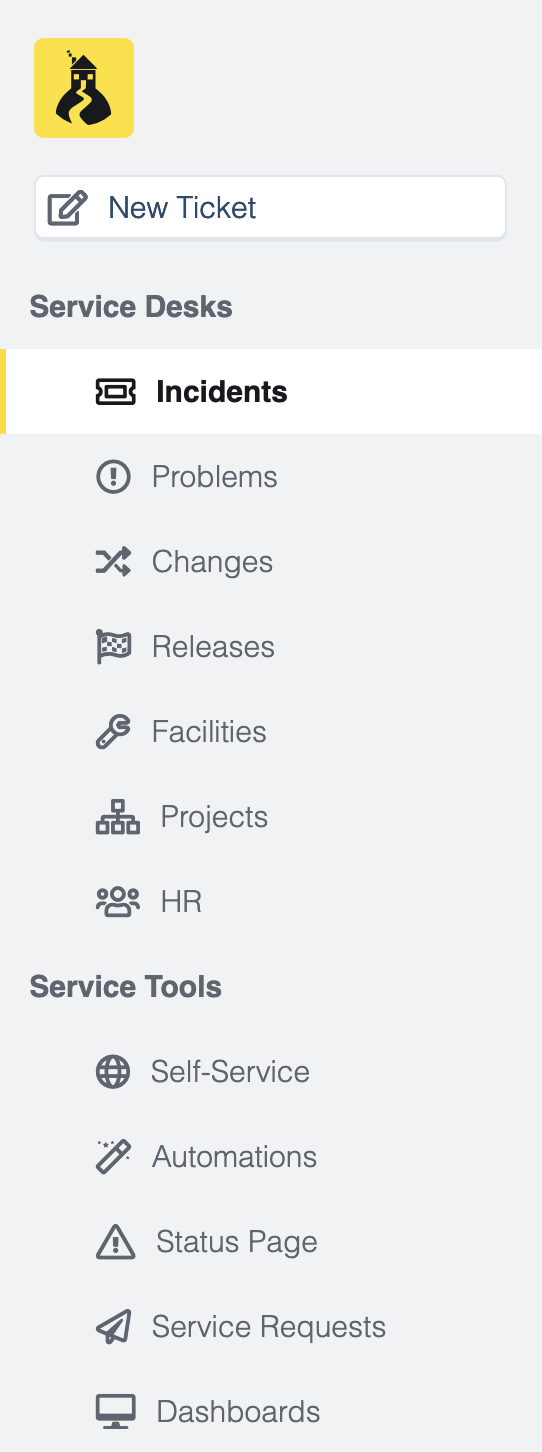 New Ticket
Service Desks
Incidents
Problems
Changes
Releases
Facilities
Projects
HR
Service Tools
Self-Service
Automations
Status Page
Service Requests
Dashboards